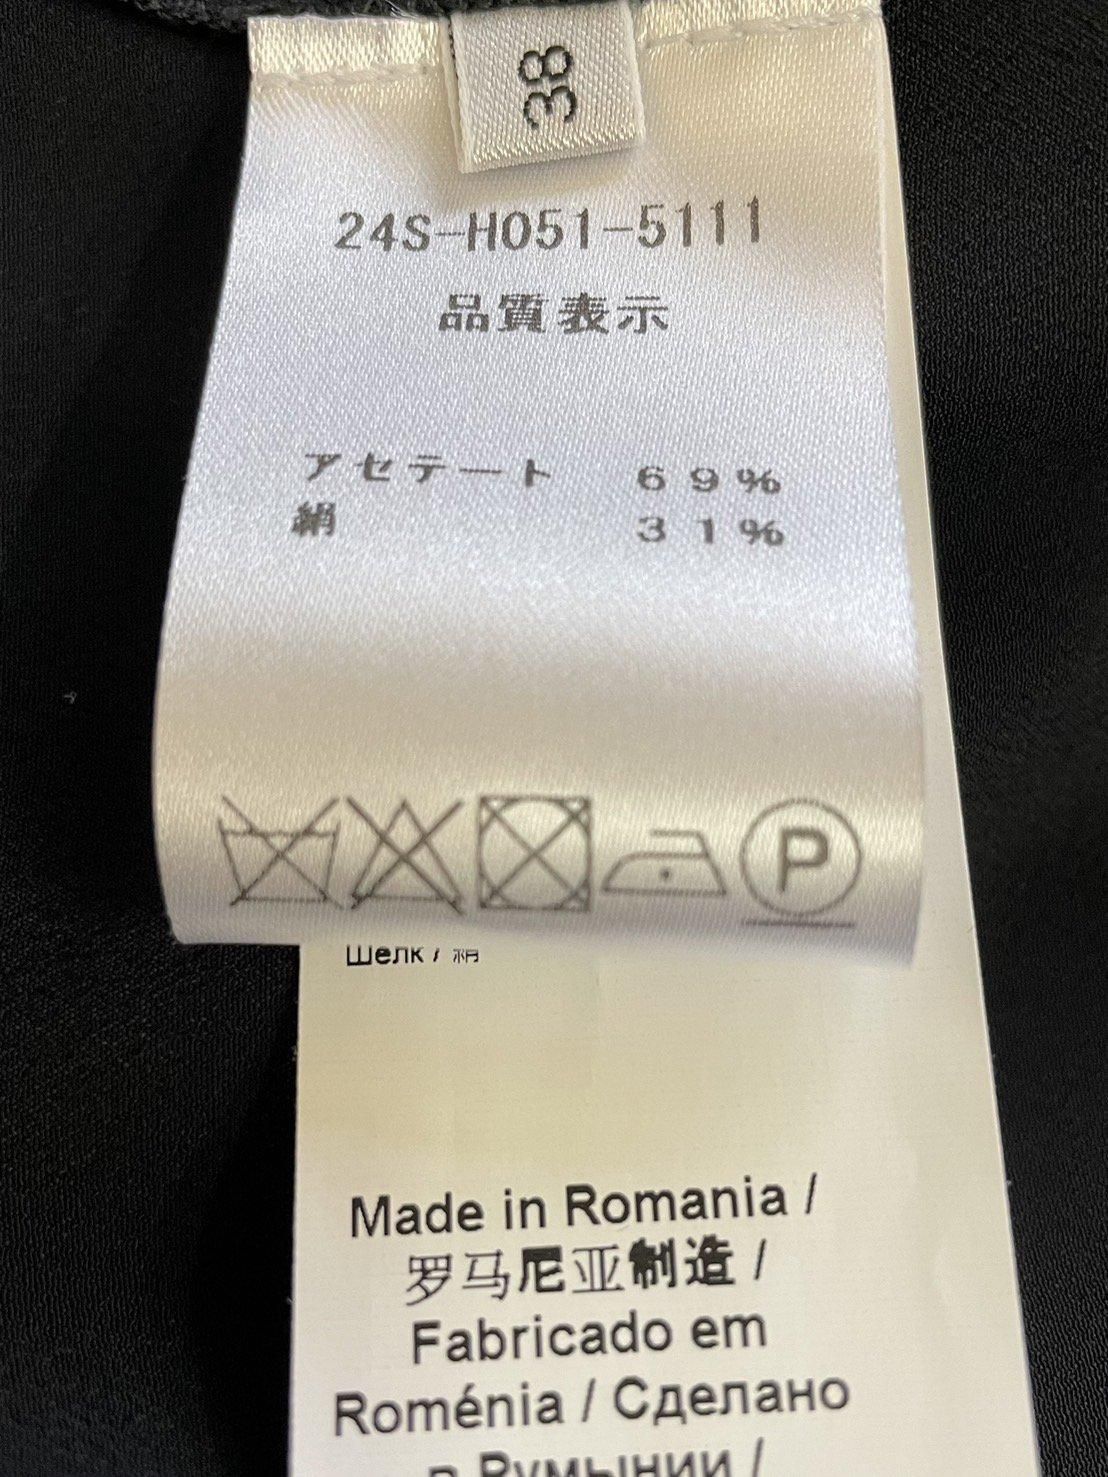 38
24S-H051-5111
品質表示
アセテート 69%
絹 31%
P
Шелк / 绢
Made in Romania /
罗马尼亚制造 /
Fabricado em
Roménia / Сделано
в Румынии /